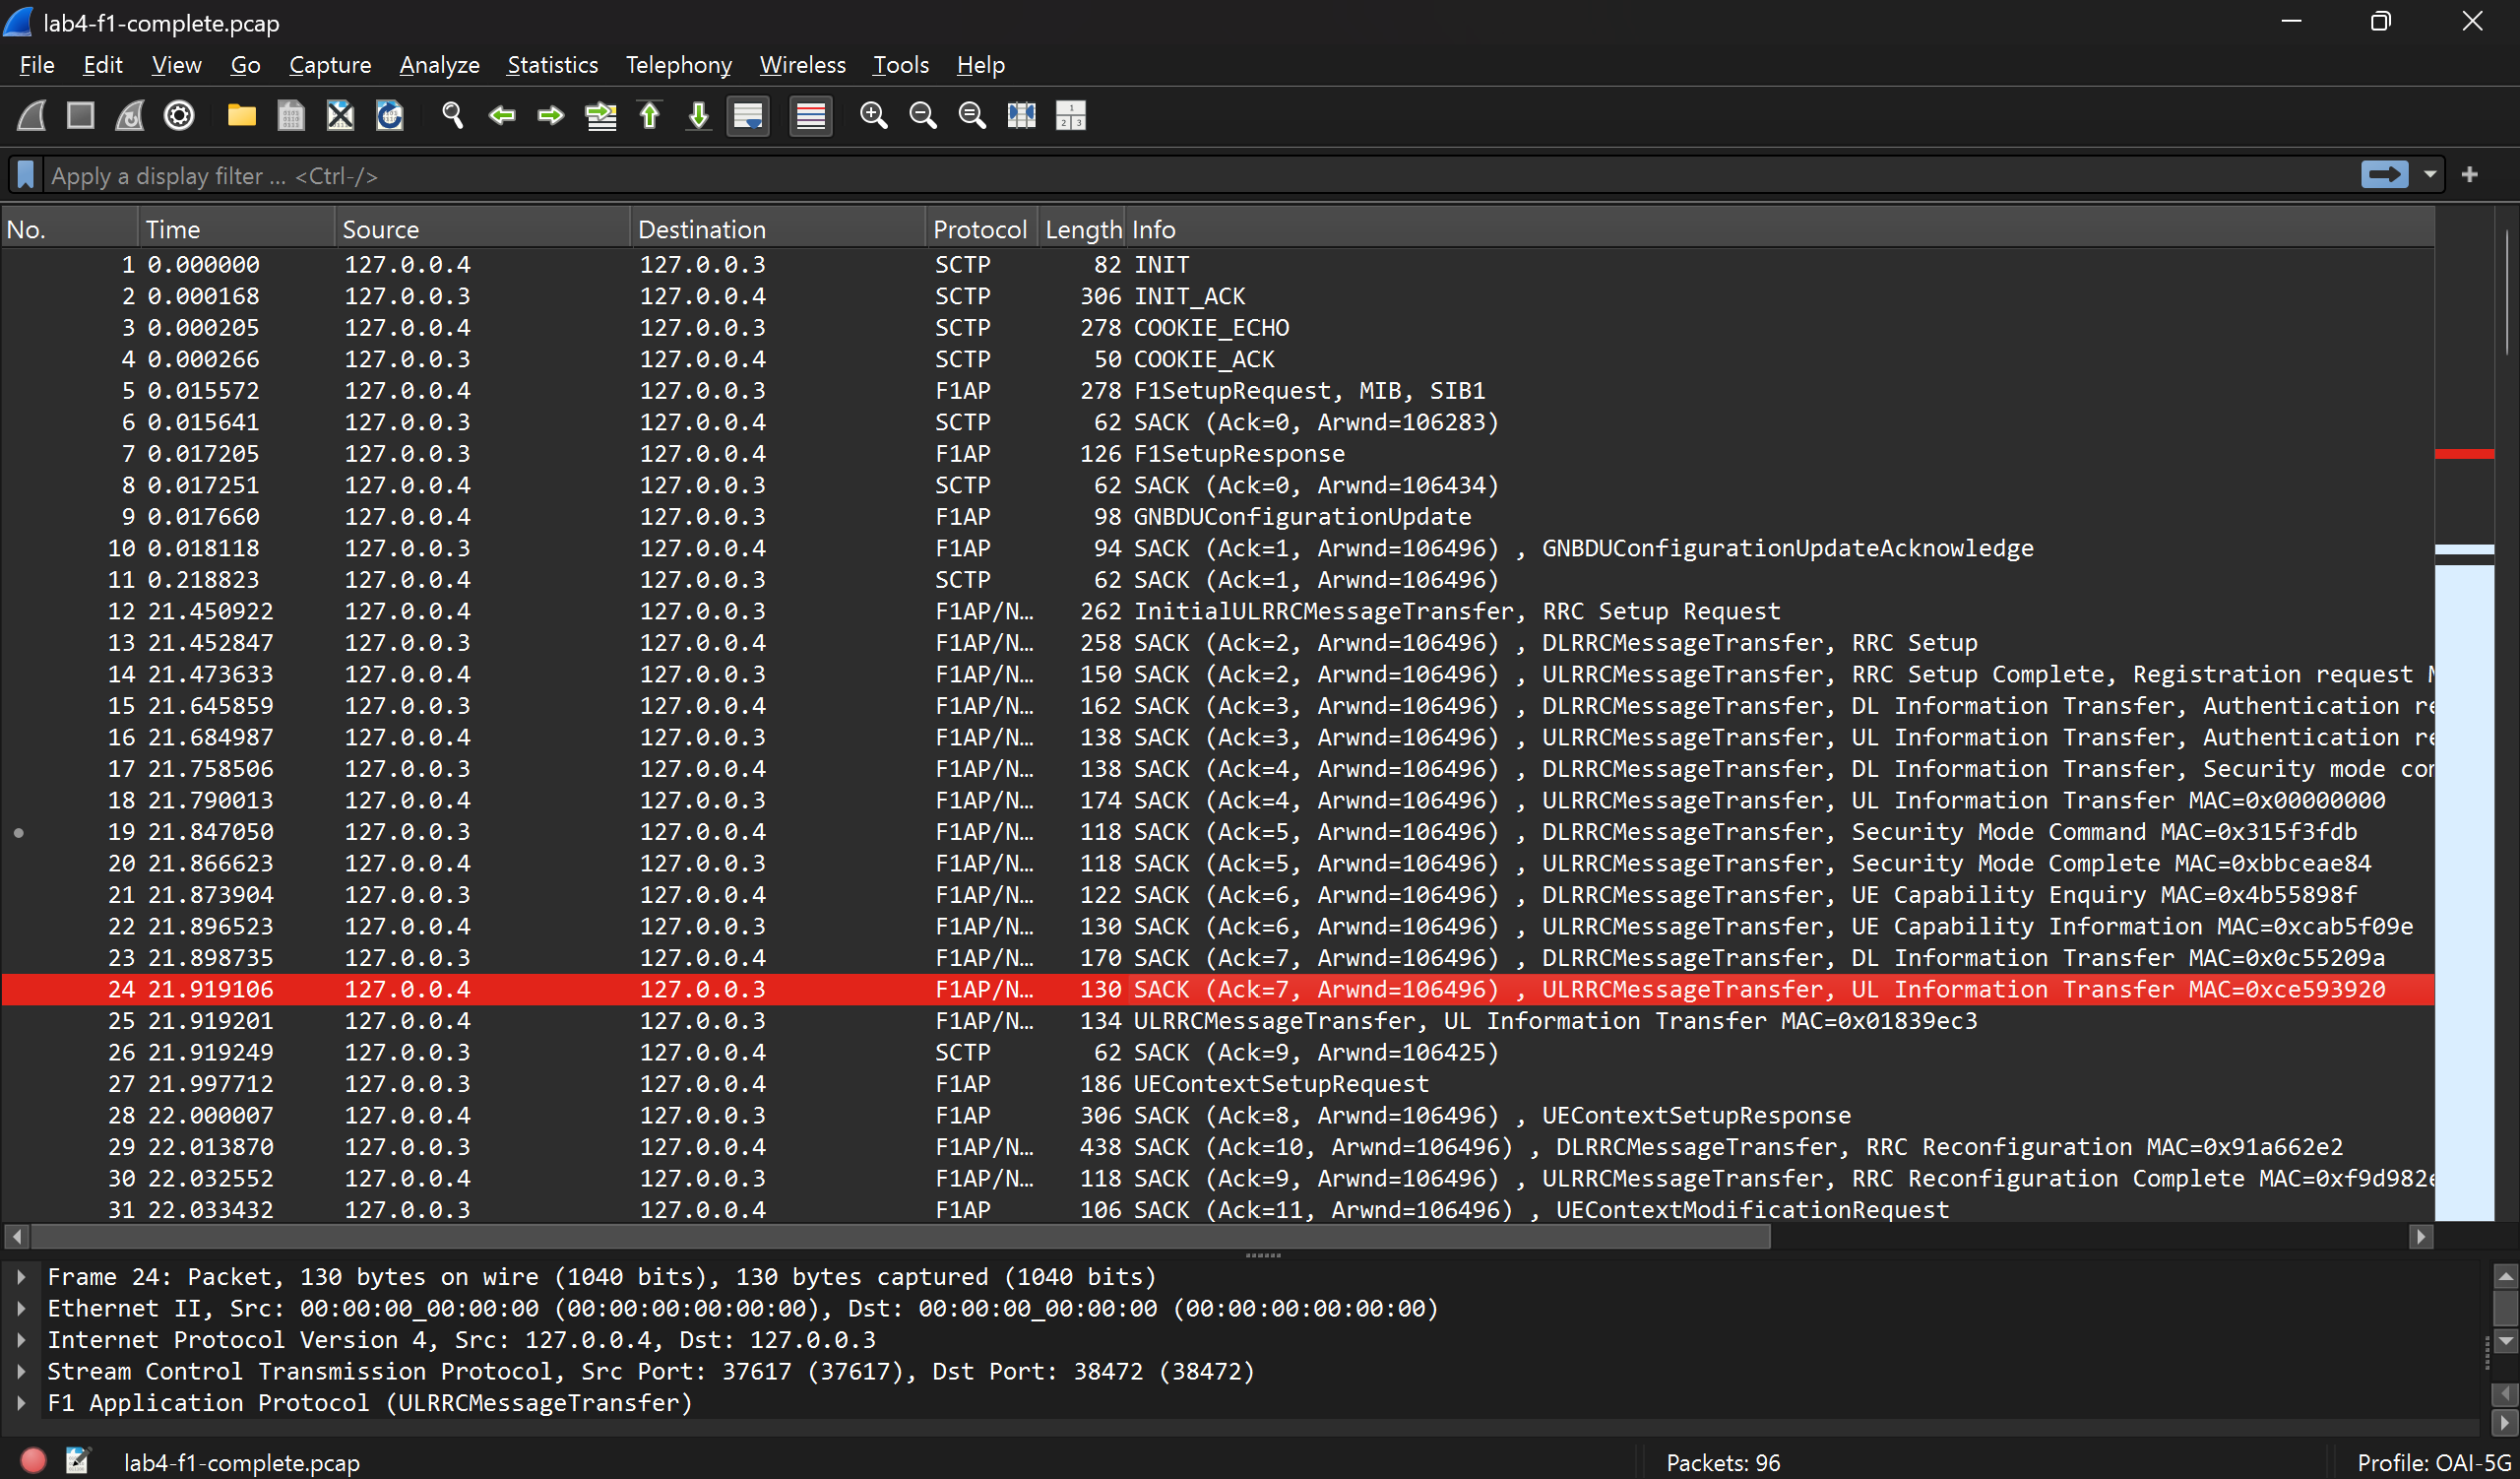 lab4-f1-complete.pcap
File Edit View Go Capture Analyze Statistics Telephony Wireless Tools Help
Apply a display filter ... <Ctrl-/>
No. Time Source Destination Protocol Length Info
1 0.000000 127.0.0.4 127.0.0.3 SCTP 82 INIT
2 0.000168 127.0.0.3 127.0.0.4 SCTP 306 INIT_ACK
3 0.000205 127.0.0.4 127.0.0.3 SCTP 278 COOKIE_ECHO
4 0.000266 127.0.0.3 127.0.0.4 SCTP 50 COOKIE_ACK
5 0.015572 127.0.0.4 127.0.0.3 F1AP 278 F1SetupRequest, MIB, SIB1
6 0.015641 127.0.0.3 127.0.0.4 SCTP 62 SACK (Ack=0, Arwnd=106283)
7 0.017205 127.0.0.3 127.0.0.4 F1AP 126 F1SetupResponse
8 0.017251 127.0.0.4 127.0.0.3 SCTP 62 SACK (Ack=0, Arwnd=106434)
9 0.017660 127.0.0.4 127.0.0.3 F1AP 98 GNBDUConfigurationUpdate
10 0.018118 127.0.0.3 127.0.0.4 F1AP 94 SACK (Ack=1, Arwnd=106496) , GNBDUConfigurationUpdateAcknowledge
11 0.218823 127.0.0.4 127.0.0.3 SCTP 62 SACK (Ack=1, Arwnd=106496)
12 21.450922 127.0.0.4 127.0.0.3 F1AP/N… 262 InitialULRRCMessageTransfer, RRC Setup Request
13 21.452847 127.0.0.3 127.0.0.4 F1AP/N… 258 SACK (Ack=2, Arwnd=106496) , DLRRCMessageTransfer, RRC Setup
14 21.473633 127.0.0.4 127.0.0.3 F1AP/N… 150 SACK (Ack=2, Arwnd=106496) , ULRRCMessageTransfer, RRC Setup Complete, Registration request
15 21.645859 127.0.0.3 127.0.0.4 F1AP/N… 162 SACK (Ack=3, Arwnd=106496) , DLRRCMessageTransfer, DL Information Transfer, Authentication re
16 21.684987 127.0.0.4 127.0.0.3 F1AP/N… 138 SACK (Ack=3, Arwnd=106496) , ULRRCMessageTransfer, UL Information Transfer, Authentication re
17 21.758506 127.0.0.3 127.0.0.4 F1AP/N… 138 SACK (Ack=4, Arwnd=106496) , DLRRCMessageTransfer, DL Information Transfer, Security mode co
18 21.790013 127.0.0.4 127.0.0.3 F1AP/N… 174 SACK (Ack=4, Arwnd=106496) , ULRRCMessageTransfer, UL Information Transfer MAC=0x00000000
19 21.847050 127.0.0.3 127.0.0.4 F1AP/N… 118 SACK (Ack=5, Arwnd=106496) , DLRRCMessageTransfer, Security Mode Command MAC=0x315f3fdb
20 21.866623 127.0.0.4 127.0.0.3 F1AP/N… 118 SACK (Ack=5, Arwnd=106496) , ULRRCMessageTransfer, Security Mode Complete MAC=0xbbceae84
21 21.873904 127.0.0.3 127.0.0.4 F1AP/N… 122 SACK (Ack=6, Arwnd=106496) , DLRRCMessageTransfer, UE Capability Enquiry MAC=0x4b55898f
22 21.896523 127.0.0.4 127.0.0.3 F1AP/N… 130 SACK (Ack=6, Arwnd=106496) , ULRRCMessageTransfer, UE Capability Information MAC=0xcab5f09e
23 21.898735 127.0.0.3 127.0.0.4 F1AP/N… 170 SACK (Ack=7, Arwnd=106496) , DLRRCMessageTransfer, DL Information Transfer MAC=0x0c55209a
24 21.919106 127.0.0.4 127.0.0.3 F1AP/N… 130 SACK (Ack=7, Arwnd=106496) , ULRRCMessageTransfer, UL Information Transfer MAC=0xce593920
25 21.919201 127.0.0.4 127.0.0.3 F1AP/N… 134 ULRRCMessageTransfer, UL Information Transfer MAC=0x01839ec3
26 21.919249 127.0.0.3 127.0.0.4 SCTP 62 SACK (Ack=9, Arwnd=106425)
27 21.997712 127.0.0.3 127.0.0.4 F1AP 186 UEContextSetupRequest
28 22.000007 127.0.0.4 127.0.0.3 F1AP 306 SACK (Ack=8, Arwnd=106496) , UEContextSetupResponse
29 22.013870 127.0.0.3 127.0.0.4 F1AP/N… 438 SACK (Ack=10, Arwnd=106496) , DLRRCMessageTransfer, RRC Reconfiguration MAC=0x91a662e2
30 22.032552 127.0.0.4 127.0.0.3 F1AP/N… 118 SACK (Ack=9, Arwnd=106496) , ULRRCMessageTransfer, RRC Reconfiguration Complete MAC=0xf9d982e
31 22.033432 127.0.0.3 127.0.0.4 F1AP 106 SACK (Ack=11, Arwnd=106496) , UEContextModificationRequest
Frame 24: Packet, 130 bytes on wire (1040 bits), 130 bytes captured (1040 bits)
Ethernet II, Src: 00:00:00_00:00:00 (00:00:00:00:00:00), Dst: 00:00:00_00:00:00 (00:00:00:00:00:00)
Internet Protocol Version 4, Src: 127.0.0.4, Dst: 127.0.0.3
Stream Control Transmission Protocol, Src Port: 37617 (37617), Dst Port: 38472 (38472)
F1 Application Protocol (ULRRCMessageTransfer)
lab4-f1-complete.pcap Packets: 96 Profile: OAI-5G